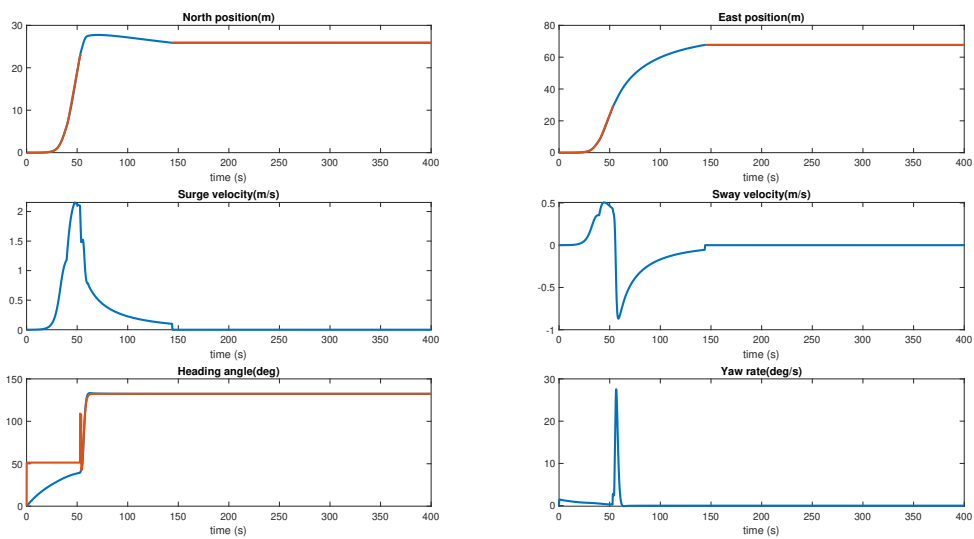 North position(m)
30
20
10
0
0 50 100 150 200 250 300 350 400
time (s)
East position(m)
80
60
40
20
0
0 50 100 150 200 250 300 350 400
time (s)
Surge velocity(m/s)
2
1.5
1
0.5
0
0 50 100 150 200 250 300 350 400
time (s)
Sway velocity(m/s)
0.5
0
-0.5
-1
0 50 100 150 200 250 300 350 400
time (s)
Heading angle(deg)
150
100
50
0
0 50 100 150 200 250 300 350 400
time (s)
Yaw rate(deg/s)
30
20
10
0
0 50 100 150 200 250 300 350 400
time (s)